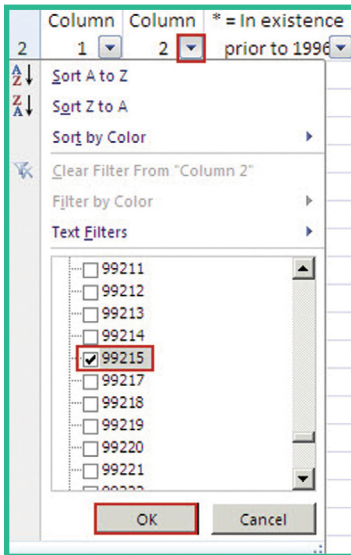 Column Column * = In existence
2 1 2 prior to 1996
Sort A to Z
Sort Z to A
Sort by Color
Clear Filter From "Column 2"
Filter by Color
Text Filters
99211
99212
99213
99214
99215
99217
99218
99219
99220
99221
OK Cancel